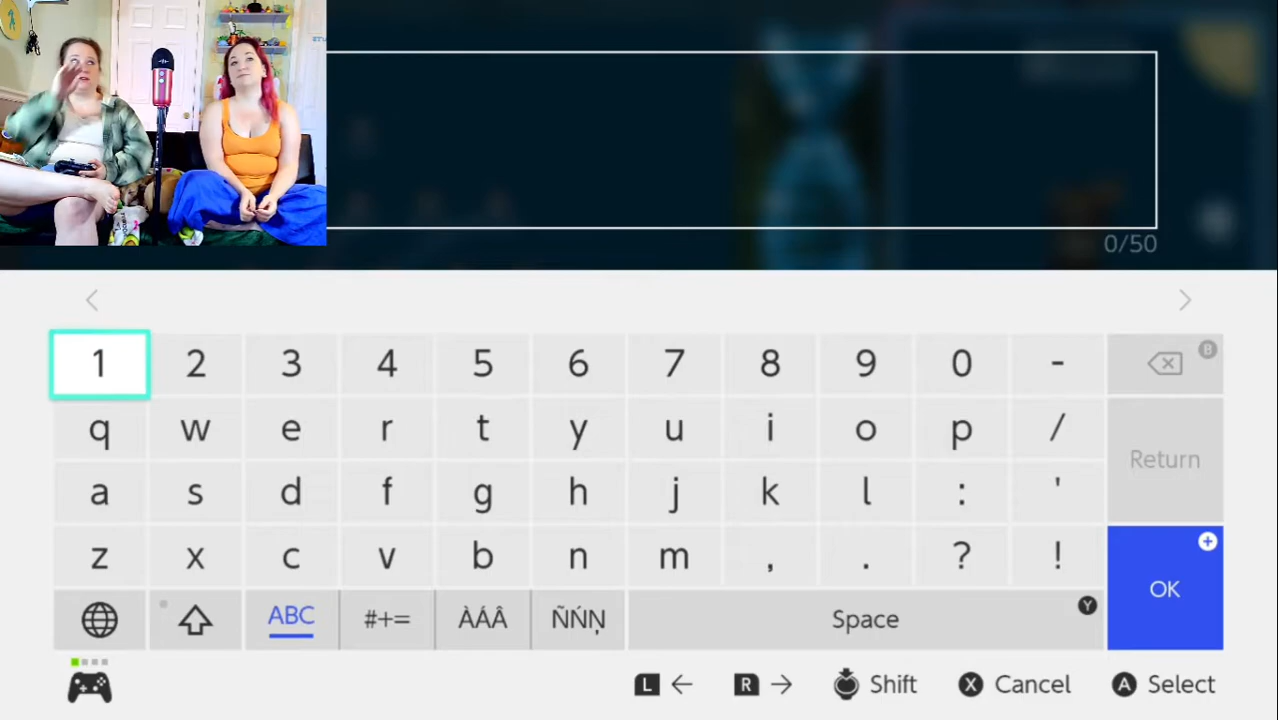 0/50
1 2 3 4 5 6 7 8 9 0 - B
q w e r t y u i o p / Return
a s d f g h j k l : '
z x c v b n m , . ? ! OK +
ABC #+= ÀÁÂ ÑŃŅ Space Y
L ← R → Shift X Cancel A Select